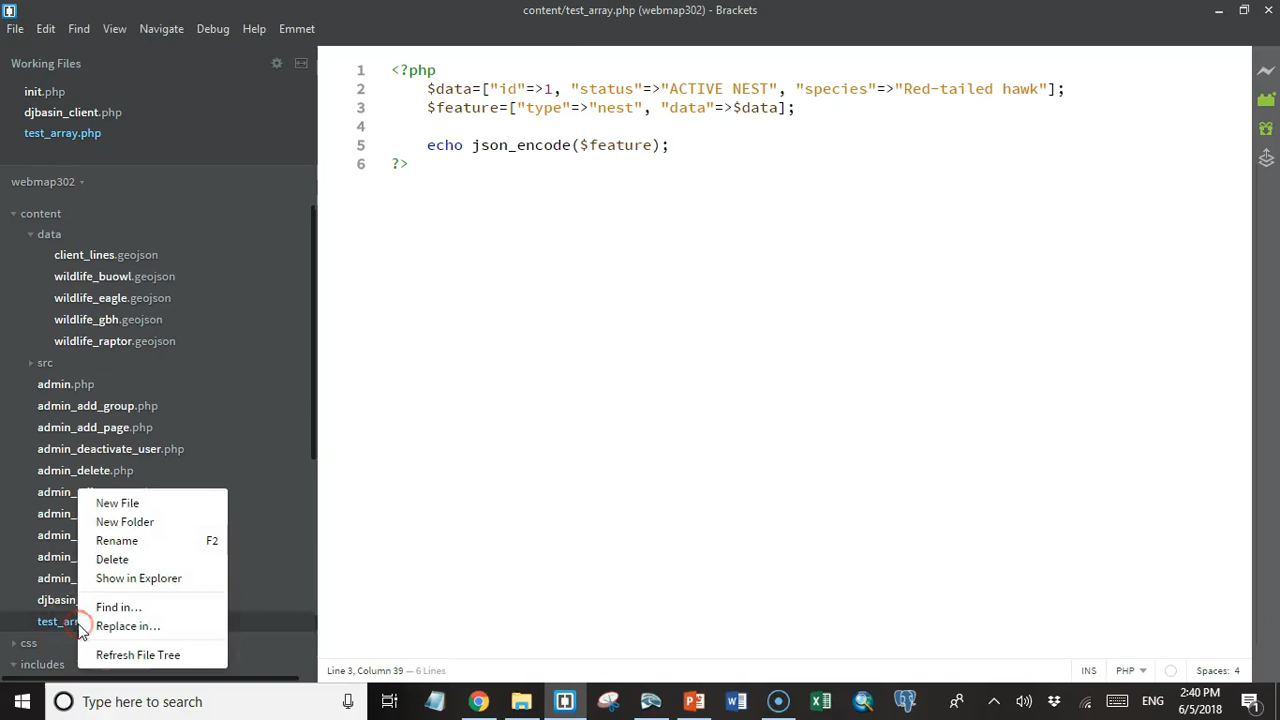 content/test_array.php (webmap302) - Brackets
File Edit Find View Navigate Debug Help Emmet
Working Files
init.php
djbasin_client.php
test_array.php
webmap302
content
data
client_lines.geojson
wildlife_buowl.geojson
wildlife_eagle.geojson
wildlife_gbh.geojson
wildlife_raptor.geojson
src
admin.php
admin_add_group.php
admin_add_page.php
admin_deactivate_user.php
admin_delete.php
admin_
admin_
admin_
admin_
admin_
djbasin
test_arr
css
includes
New File
New Folder
Rename F2
Delete
Show in Explorer
Find in...
Replace in...
Refresh File Tree
1 <?php
2 $data=["id"=>1, "status"=>"ACTIVE NEST", "species"=>"Red-tailed hawk"];
3 $feature=["type"=>"nest", "data"=>$data];
4
5 echo json_encode($feature);
6 ?>
Line 3, Column 39 — 6 Lines
INS PHP Spaces: 4
Type here to search
ENG
2:40 PM
6/5/2018
1